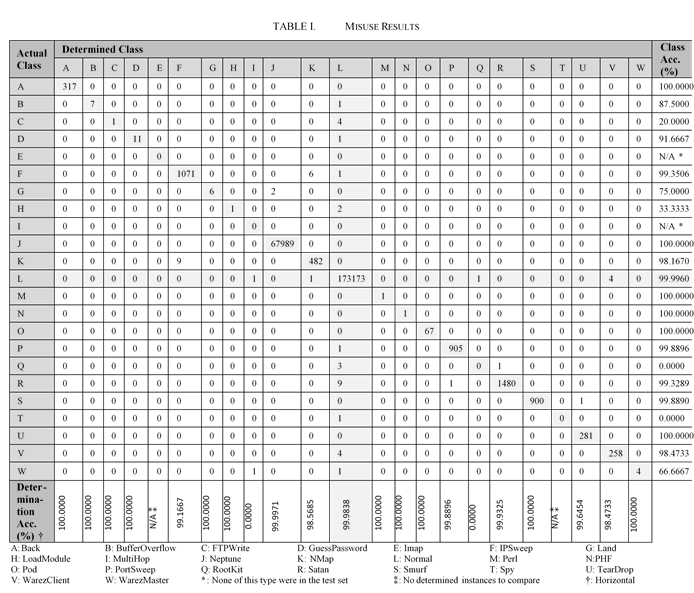 TABLE I. MISUSE RESULTS
Actual Class Determined Class Class Acc. (%)
A B C D E F G H I J K L M N O P Q R S T U V W
A 317 0 0 0 0 0 0 0 0 0 0 0 0 0 0 0 0 0 0 0 0 0 0 100.0000
B 0 7 0 0 0 0 0 0 0 0 0 1 0 0 0 0 0 0 0 0 0 0 0 87.5000
C 0 0 1 0 0 0 0 0 0 0 0 4 0 0 0 0 0 0 0 0 0 0 0 20.0000
D 0 0 0 11 0 0 0 0 0 0 0 1 0 0 0 0 0 0 0 0 0 0 0 91.6667
E 0 0 0 0 0 0 0 0 0 0 0 0 0 0 0 0 0 0 0 0 0 0 0 N/A *
F 0 0 0 0 0 1071 0 0 0 0 6 1 0 0 0 0 0 0 0 0 0 0 0 99.3506
G 0 0 0 0 0 0 6 0 0 2 0 0 0 0 0 0 0 0 0 0 0 0 0 75.0000
H 0 0 0 0 0 0 0 1 0 0 0 2 0 0 0 0 0 0 0 0 0 0 0 33.3333
I 0 0 0 0 0 0 0 0 0 0 0 0 0 0 0 0 0 0 0 0 0 0 0 N/A *
J 0 0 0 0 0 0 0 0 0 67989 0 0 0 0 0 0 0 0 0 0 0 0 0 100.0000
K 0 0 0 0 0 9 0 0 0 0 482 0 0 0 0 0 0 0 0 0 0 0 0 98.1670
L 0 0 0 0 0 0 0 0 1 0 1 173173 0 0 0 0 1 0 0 0 0 4 0 99.9960
M 0 0 0 0 0 0 0 0 0 0 0 0 1 0 0 0 0 0 0 0 0 0 0 100.0000
N 0 0 0 0 0 0 0 0 0 0 0 0 0 1 0 0 0 0 0 0 0 0 0 100.0000
O 0 0 0 0 0 0 0 0 0 0 0 0 0 0 67 0 0 0 0 0 0 0 0 100.0000
P 0 0 0 0 0 0 0 0 0 0 0 1 0 0 0 905 0 0 0 0 0 0 0 99.8896
Q 0 0 0 0 0 0 0 0 0 0 0 3 0 0 0 0 0 1 0 0 0 0 0 0.0000
R 0 0 0 0 0 0 0 0 0 0 0 9 0 0 0 1 0 1480 0 0 0 0 0 99.3289
S 0 0 0 0 0 0 0 0 0 0 0 0 0 0 0 0 0 0 900 0 1 0 0 99.8890
T 0 0 0 0 0 0 0 0 0 0 0 1 0 0 0 0 0 0 0 0 0 0 0 0.0000
U 0 0 0 0 0 0 0 0 0 0 0 0 0 0 0 0 0 0 0 0 281 0 0 100.0000
V 0 0 0 0 0 0 0 0 0 0 0 4 0 0 0 0 0 0 0 0 0 258 0 98.4733
W 0 0 0 0 0 0 0 0 1 0 0 1 0 0 0 0 0 0 0 0 0 0 4 66.6667
Deter-
mina-
tion
Acc.
(%) †
100.0000 100.0000 100.0000 100.0000 N/A * 99.1667 100.0000 100.0000 0.0000 99.9971 98.5685 99.9838 100.0000 100.0000 100.0000 99.8896 0.0000 99.9325 100.0000 N/A ‡ 99.6454 98.4733 100.0000
A: Back B: BufferOverflow C: FTPWrite D: GuessPassword E: Imap F: IPSweep G: Land
H: LoadModule I: MultiHop J: Neptune K: NMap L: Normal M: Perl N:PHF
O: Pod P: PortSweep Q: RootKit R: Satan S: Smurf T: Spy U: TearDrop
V: WarezClient W: WarezMaster *: None of this type were in the test set ‡: No determined instances to compare †: Horizontal